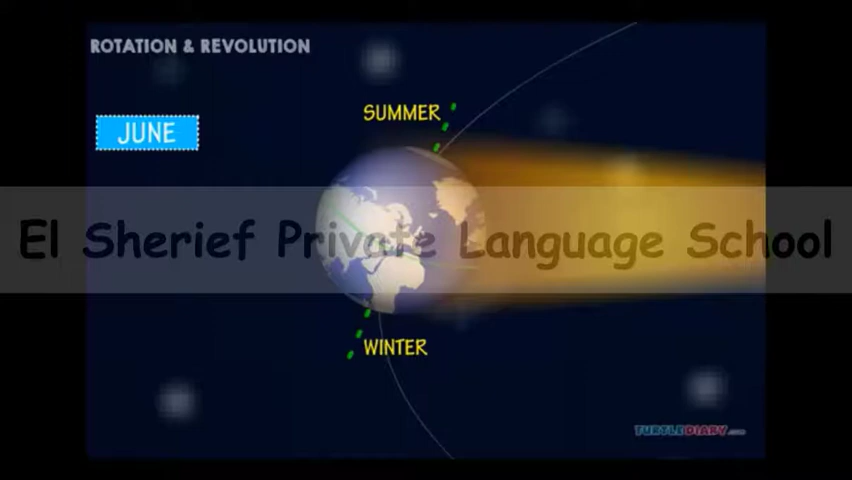 ROTATION & REVOLUTION
SUMMER
JUNE
El Sherief Private Language School
WINTER
TURTLEDIARY.com